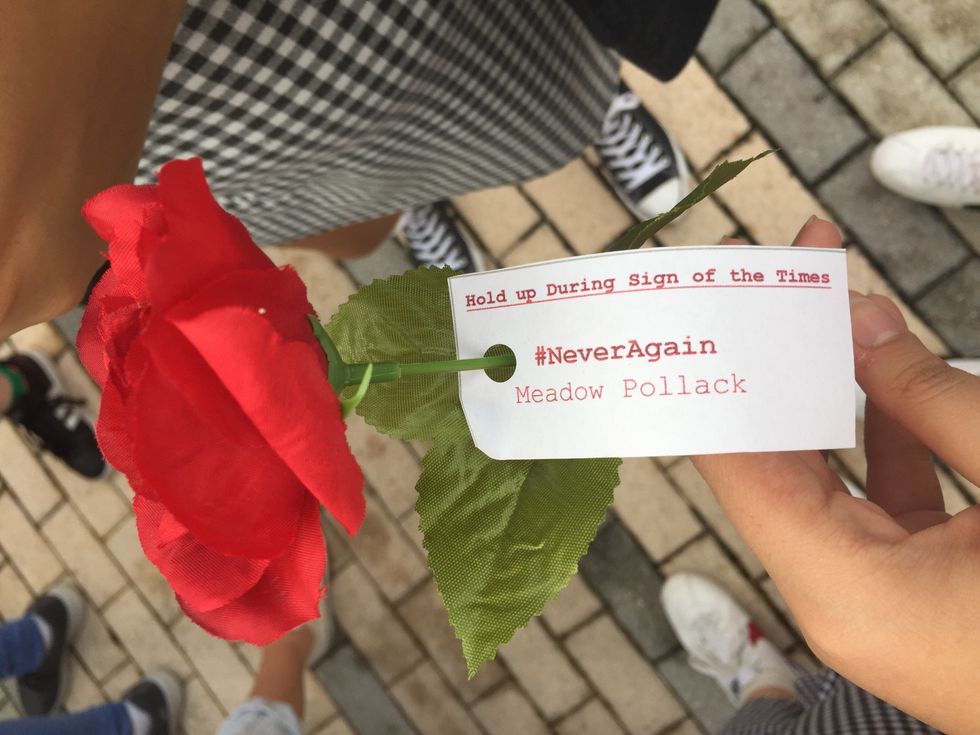 Hold up During Sign of the Times
#NeverAgain
Meadow Pollack